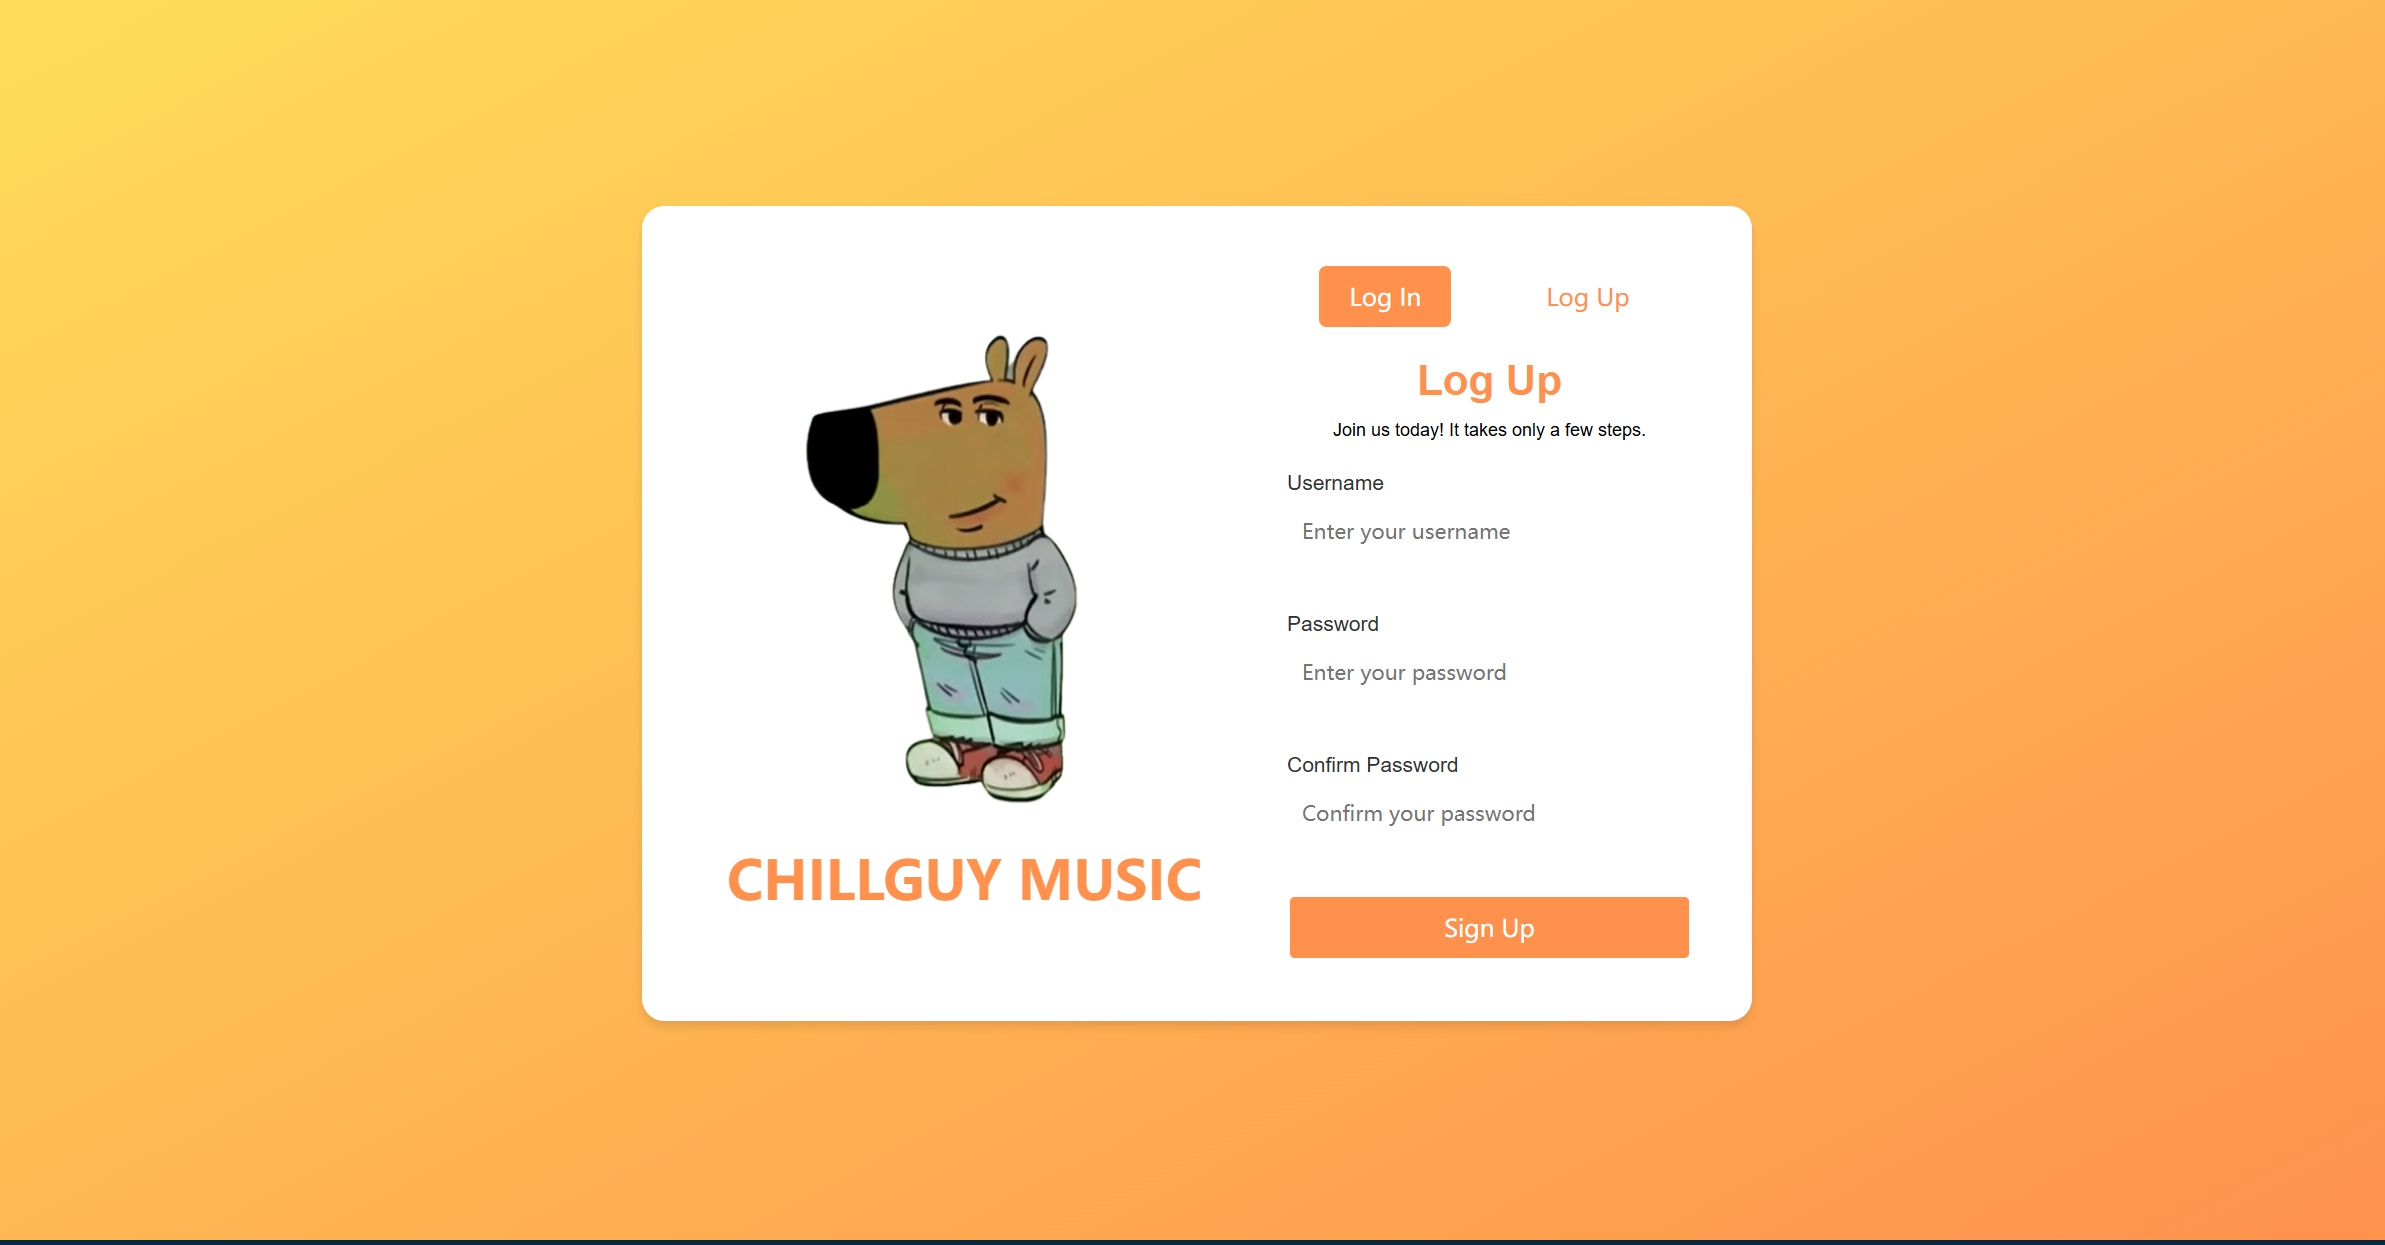 Log In
Log Up
Log Up
Join us today! It takes only a few steps.
Username
Enter your username
Password
Enter your password
Confirm Password
Confirm your password
Sign Up
CHILLGUY MUSIC